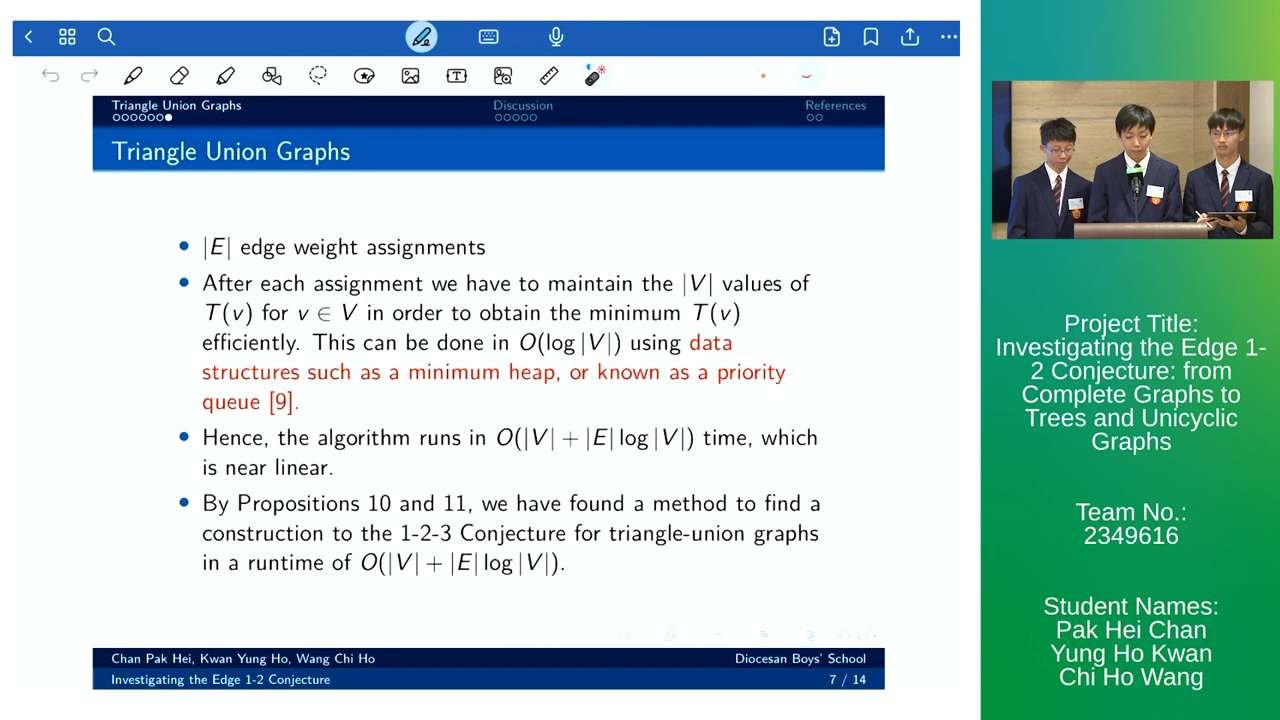 Triangle Union Graphs
Discussion
References
Triangle Union Graphs
|E| edge weight assignments
After each assignment we have to maintain the |V| values of
T(v) for v ∈ V in order to obtain the minimum T(v)
efficiently. This can be done in O(log |V|) using data
structures such as a minimum heap, or known as a priority
queue [9].
Hence, the algorithm runs in O(|V| + |E| log |V|) time, which
is near linear.
By Propositions 10 and 11, we have found a method to find a
construction to the 1-2-3 Conjecture for triangle-union graphs
in a runtime of O(|V| + |E| log |V|).
Chan Pak Hei, Kwan Yung Ho, Wang Chi Ho
Diocesan Boys' School
Investigating the Edge 1-2 Conjecture
7 / 14
Project Title:
Investigating the Edge 1-
2 Conjecture: from
Complete Graphs to
Trees and Unicyclic
Graphs
Team No.:
2349616
Student Names:
Pak Hei Chan
Yung Ho Kwan
Chi Ho Wang